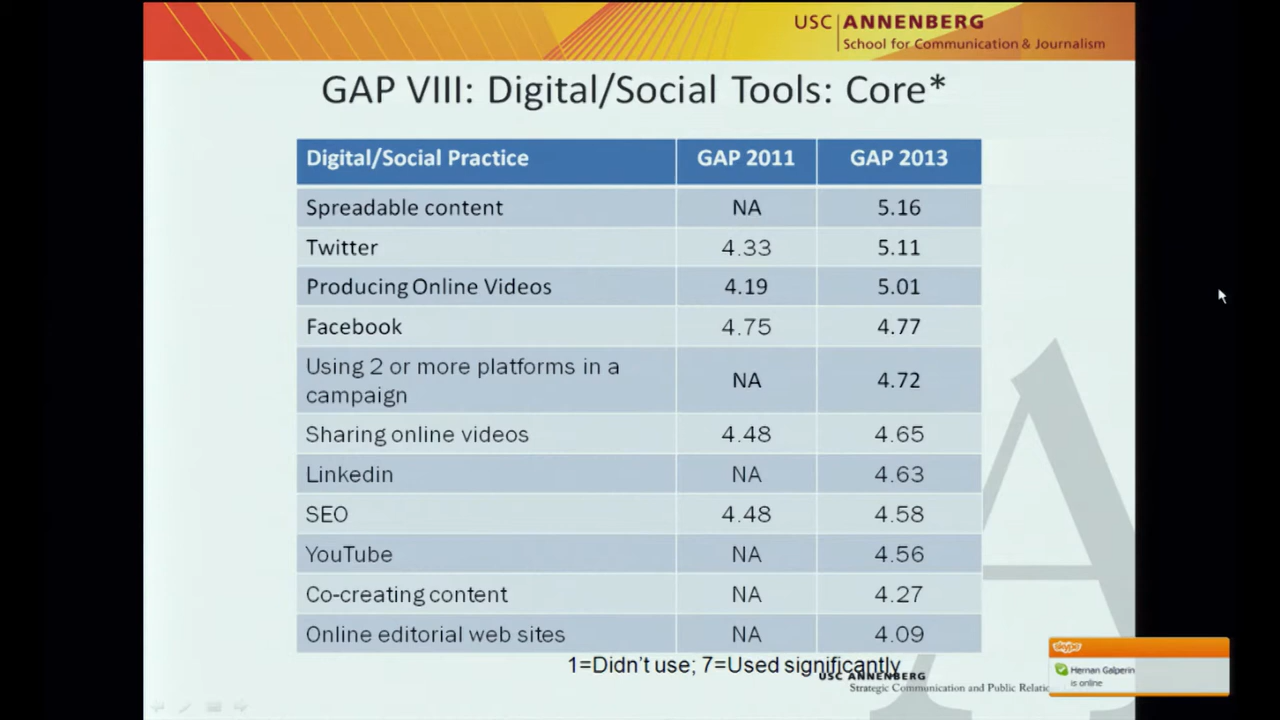 USC ANNENBERG
School for Communication & Journalism
GAP VIII: Digital/Social Tools: Core*
Digital/Social Practice GAP 2011 GAP 2013
Spreadable content NA 5.16
Twitter 4.33 5.11
Producing Online Videos 4.19 5.01
Facebook 4.75 4.77
Using 2 or more platforms in a
campaign NA 4.72
Sharing online videos 4.48 4.65
Linkedin NA 4.63
SEO 4.48 4.58
YouTube NA 4.56
Co-creating content NA 4.27
Online editorial web sites NA 4.09
1=Didn't use; 7=Used significantly
USC ANNENBERG
Strategic Communication and Public Relatio
skype
Hernan Galperin
is online